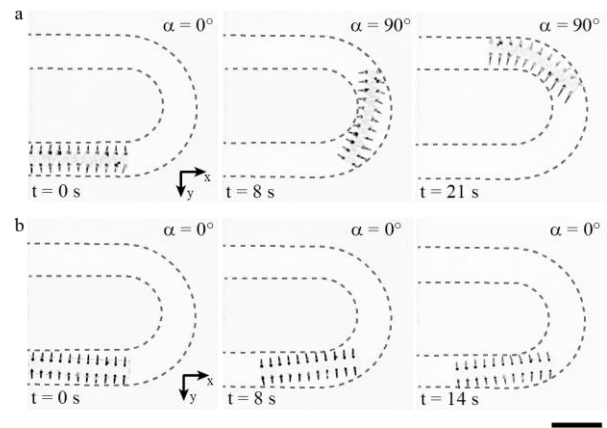 a
α = 0°
α = 90°
α = 90°
x
y
t = 0 s
t = 8 s
t = 21 s
b
α = 0°
α = 0°
α = 0°
x
y
t = 0 s
t = 8 s
t = 14 s